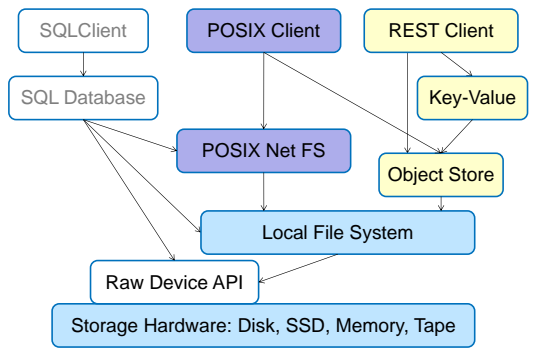 SQLClient
POSIX Client
REST Client
SQL Database
Key-Value
POSIX Net FS
Object Store
Local File System
Raw Device API
Storage Hardware: Disk, SSD, Memory, Tape